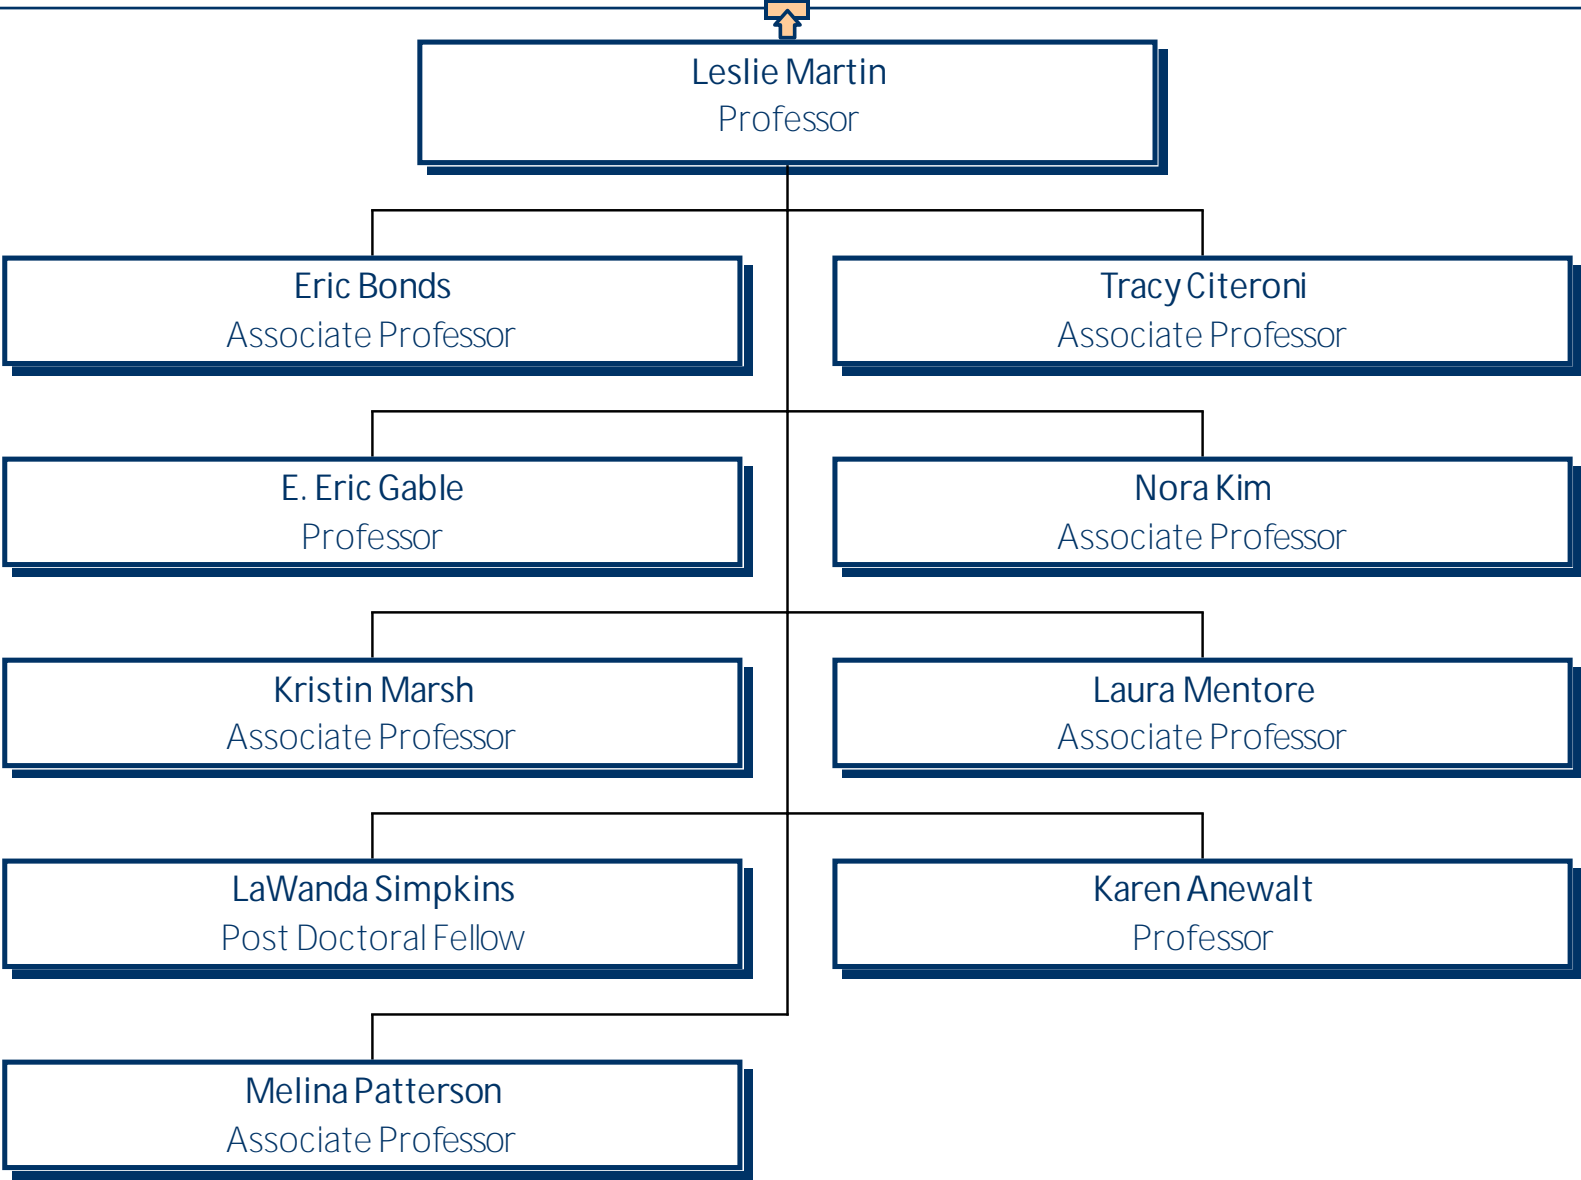 Leslie Martin
Professor
Eric Bonds
Associate Professor
Tracy Citeroni
Associate Professor
E. Eric Gable
Professor
Nora Kim
Associate Professor
Kristin Marsh
Associate Professor
Laura Mentore
Associate Professor
LaWanda Simpkins
Post Doctoral Fellow
Karen Anewalt
Professor
Melina Patterson
Associate Professor